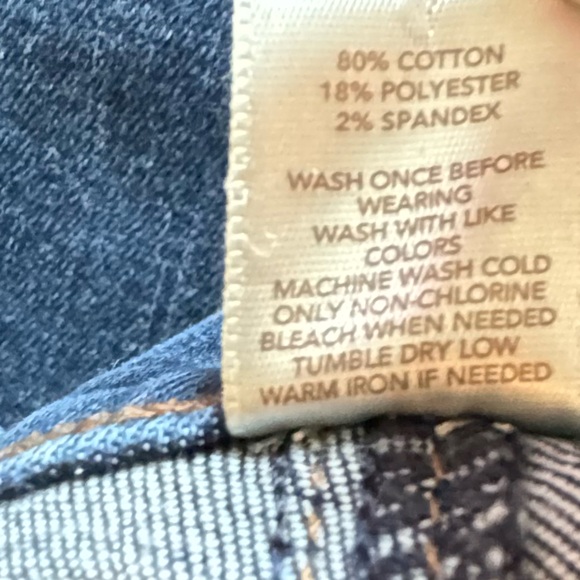 80% COTTON
18% POLYESTER
2% SPANDEX
WASH ONCE BEFORE
WEARING
WASH WITH LIKE
COLORS
MACHINE WASH COLD
ONLY NON-CHLORINE
BLEACH WHEN NEEDED
TUMBLE DRY LOW
WARM IRON IF NEEDED